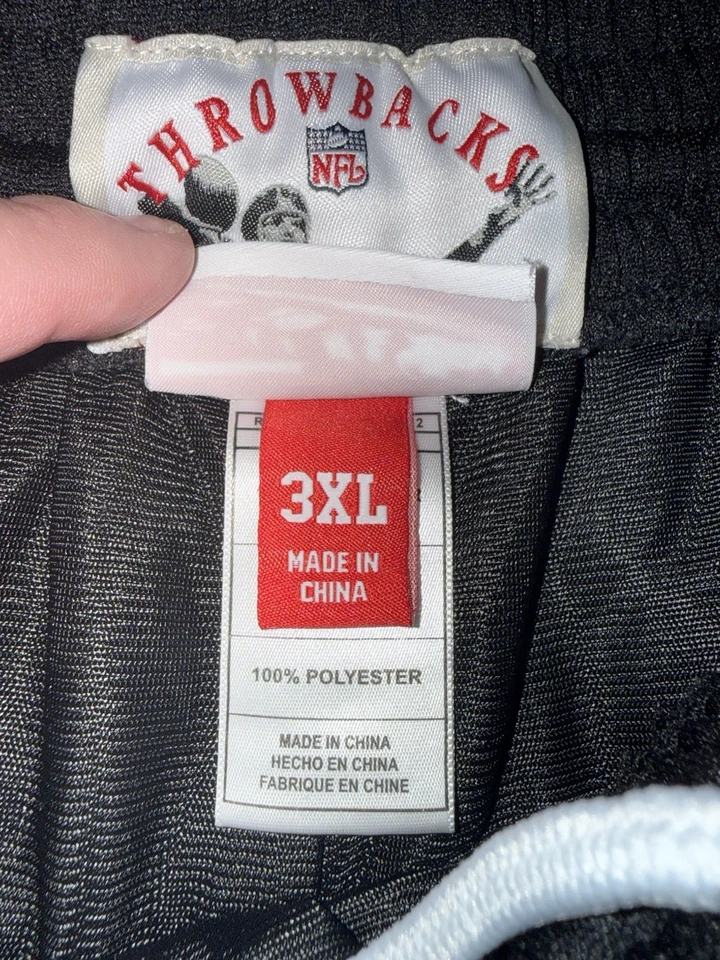 THROWBACKS
NFL
3XL
MADE IN
CHINA
100% POLYESTER
MADE IN CHINA
HECHO EN CHINA
FABRIQUE EN CHINE